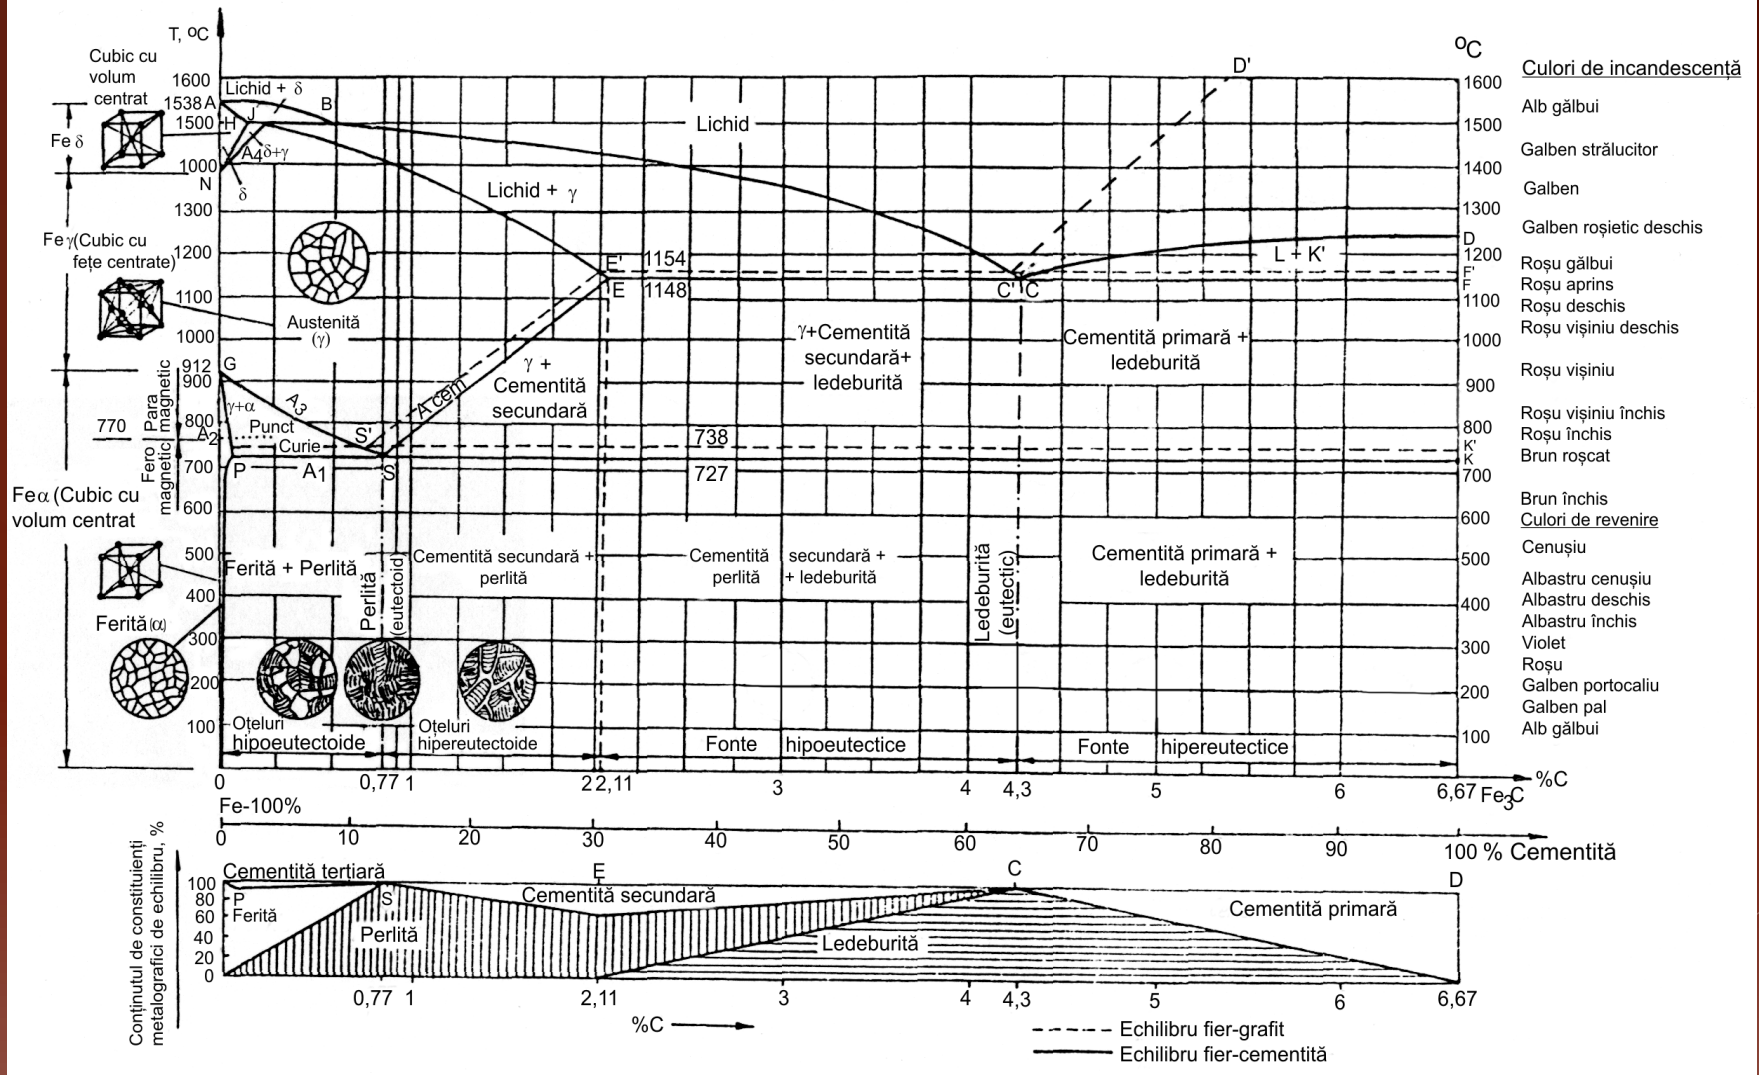 T, ºC
ºC
Cubic cu
volum
centrat
1600
1538 A
1500
1000
N
1300
1200
1100
1000
912 G
900
800
A2
700
600
500
400
300
200
100
Fe δ
Fe γ(Cubic cu
fețe centrate)
770
Para
magnetic
Fero
magnetic
Fe α (Cubic cu
volum centrat
Ferită (α)
Lichid + δ
B
H
J
A4 δ+γ
δ
Lichid
Lichid + γ
D'
Austenită
(γ)
E'
1154
E
1148
C' C
L + K'
D
F'
F
γ+α
A3
Punct
Curie
S'
A cem
P
A1
S
γ +
Cementită
secundară
γ+Cementită
secundară+
ledeburită
Cementită primară +
ledeburită
738
727
K'
K
1600
1500
1400
1300
1200
1100
1000
900
800
700
600
500
400
300
200
100
Ferită + Perlită
Perlită
(eutectoid)
Cementită secundară +
perlită
Cementită secundară +
perlită + ledeburită
Ledeburită
(eutectic)
Cementită primară +
ledeburită
Oțeluri
hipoeutectoide
Oțeluri
hipereutectoide
Fonte hipoeutectice
Fonte hipereutectice
0 0,77 1 2 2,11 3 4 4,3 5 6 6,67 Fe3C
%C
Fe-100%
0 10 20 30 40 50 60 70 80 90 100 % Cementită
Culori de incandescență
Alb gălbui
Galben strălucitor
Galben
Galben roșietic deschis
Roșu gălbui
Roșu aprins
Roșu deschis
Roșu vișiniu deschis
Roșu vișiniu
Roșu vișiniu închis
Roșu închis
Brun roșcat
Brun închis
Culori de revenire
Cenușiu
Albastru cenușiu
Albastru deschis
Albastru închis
Violet
Roșu
Galben portocaliu
Galben pal
Alb gălbui
Conținutul de constituienți
metalografici de echilibru, %
100
80
60
40
20
0
Cementită terțiară
P
Ferită
S
Perlită
E
Cementită secundară
Ledeburită
C
Cementită primară
D
0,77 1 2,11 3 4 4,3 5 6 6,67
%C
Echilibru fier-grafit
Echilibru fier-cementită